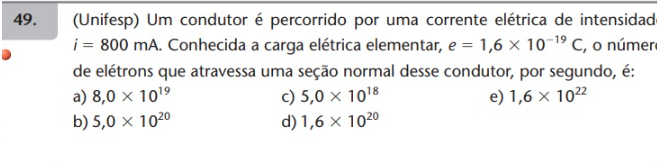 49. (Unifesp) Um condutor é percorrido por uma corrente elétrica de intensidad
i = 800 mA. Conhecida a carga elétrica elementar, e = 1,6 × 10⁻¹⁹ C, o númer
de elétrons que atravessa uma seção normal desse condutor, por segundo, é:
a) 8,0 × 10¹⁹ c) 5,0 × 10¹⁸ e) 1,6 × 10²²
b) 5,0 × 10²⁰ d) 1,6 × 10²⁰